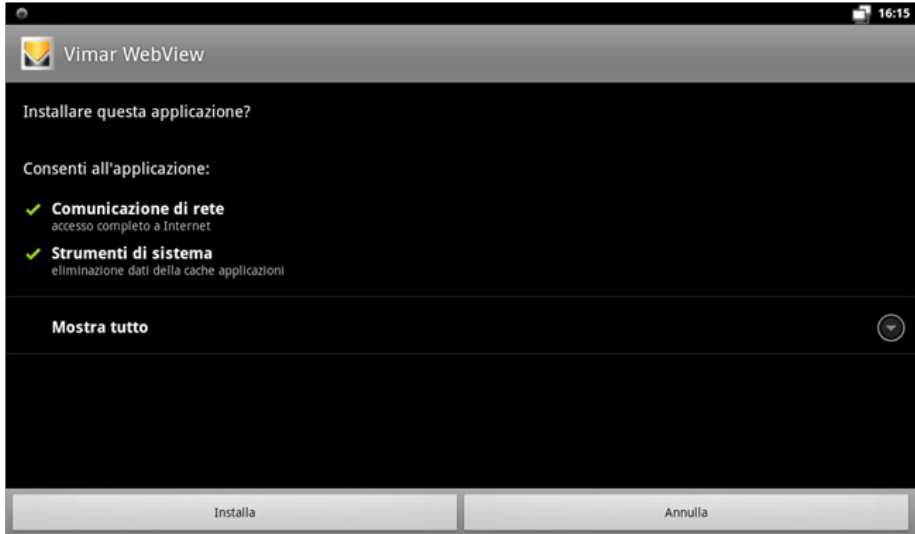 16:15
Vimar WebView
Installare questa applicazione?
Consenti all'applicazione:
Comunicazione di rete
accesso completo a Internet
Strumenti di sistema
eliminazione dati della cache applicazioni
Mostra tutto
Installa
Annulla